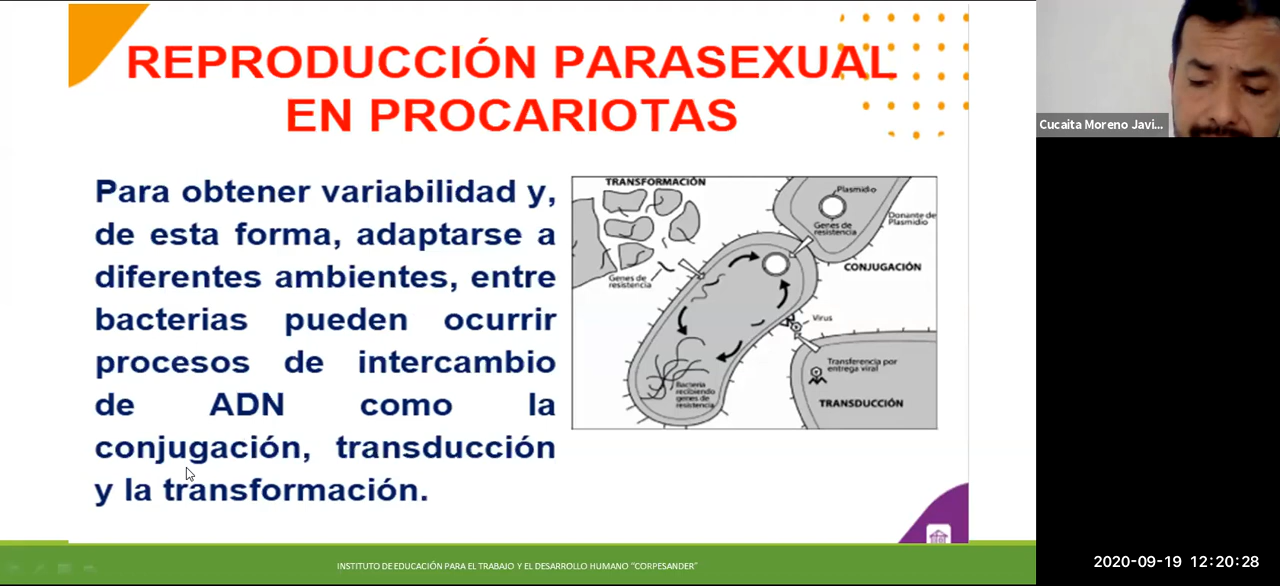 REPRODUCCIÓN PARASEXUAL
EN PROCARIOTAS
Para obtener variabilidad y,
de esta forma, adaptarse a
diferentes ambientes, entre
bacterias pueden ocurrir
procesos de intercambio
de ADN como la
conjugación, transducción
y la transformación.
TRANSFORMACIÓN
Genes de
resistencia
Plasmidio
Genes de
resistencia
Donante de
Plasmidio
CONJUGACIÓN
Virus
Transferencia por
entrega viral
TRANSDUCCIÓN
Bacteria
recibiendo
genes de
resistencia
INSTITUTO DE EDUCACIÓN PARA EL TRABAJO Y EL DESARROLLO HUMANO "CORPESANDER"
Cucaita Moreno Javi...
2020-09-19 12:20:28